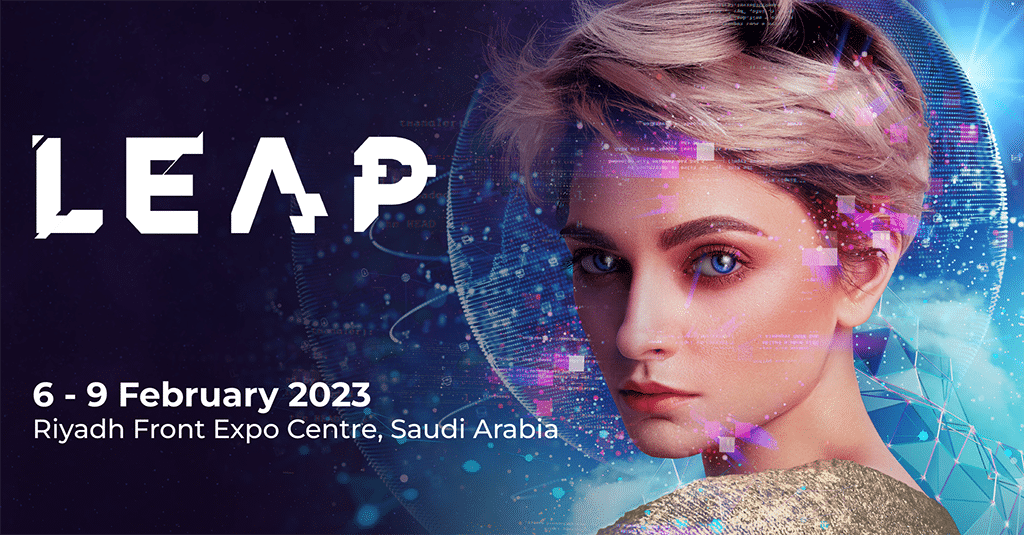 LEAP
6 - 9 February 2023
Riyadh Front Expo Centre, Saudi Arabia